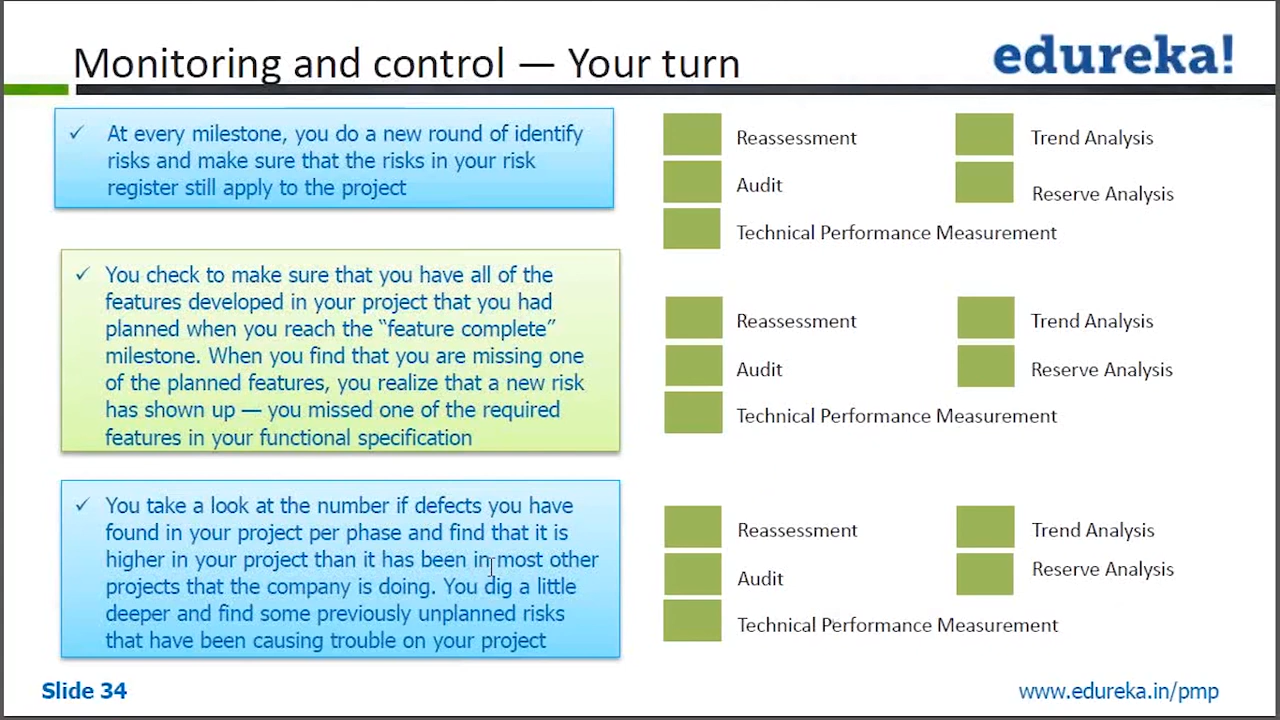 Monitoring and control — Your turn
edureka!
✓ At every milestone, you do a new round of identify
risks and make sure that the risks in your risk
register still apply to the project
Reassessment
Trend Analysis
Audit
Reserve Analysis
Technical Performance Measurement
✓ You check to make sure that you have all of the
features developed in your project that you had
planned when you reach the “feature complete”
milestone. When you find that you are missing one
of the planned features, you realize that a new risk
has shown up — you missed one of the required
features in your functional specification
Reassessment
Trend Analysis
Audit
Reserve Analysis
Technical Performance Measurement
✓ You take a look at the number if defects you have
found in your project per phase and find that it is
higher in your project than it has been in most other
projects that the company is doing. You dig a little
deeper and find some previously unplanned risks
that have been causing trouble on your project
Reassessment
Trend Analysis
Audit
Reserve Analysis
Technical Performance Measurement
Slide 34
www.edureka.in/pmp